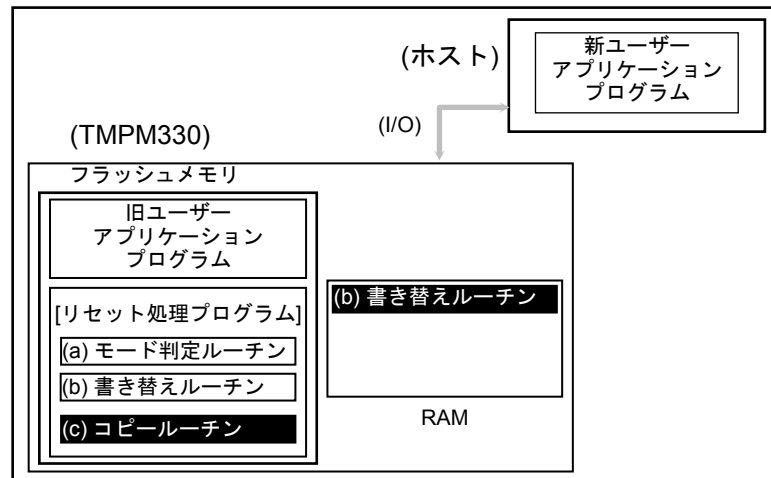 (ホスト)
新ユーザー
アプリケーション
プログラム
(I/O)
(TMPM330)
フラッシュメモリ
旧ユーザー
アプリケーション
プログラム
[リセット処理プログラム]
(a) モード判定ルーチン
(b) 書き替えルーチン
(c) コピールーチン
(b) 書き替えルーチン
RAM